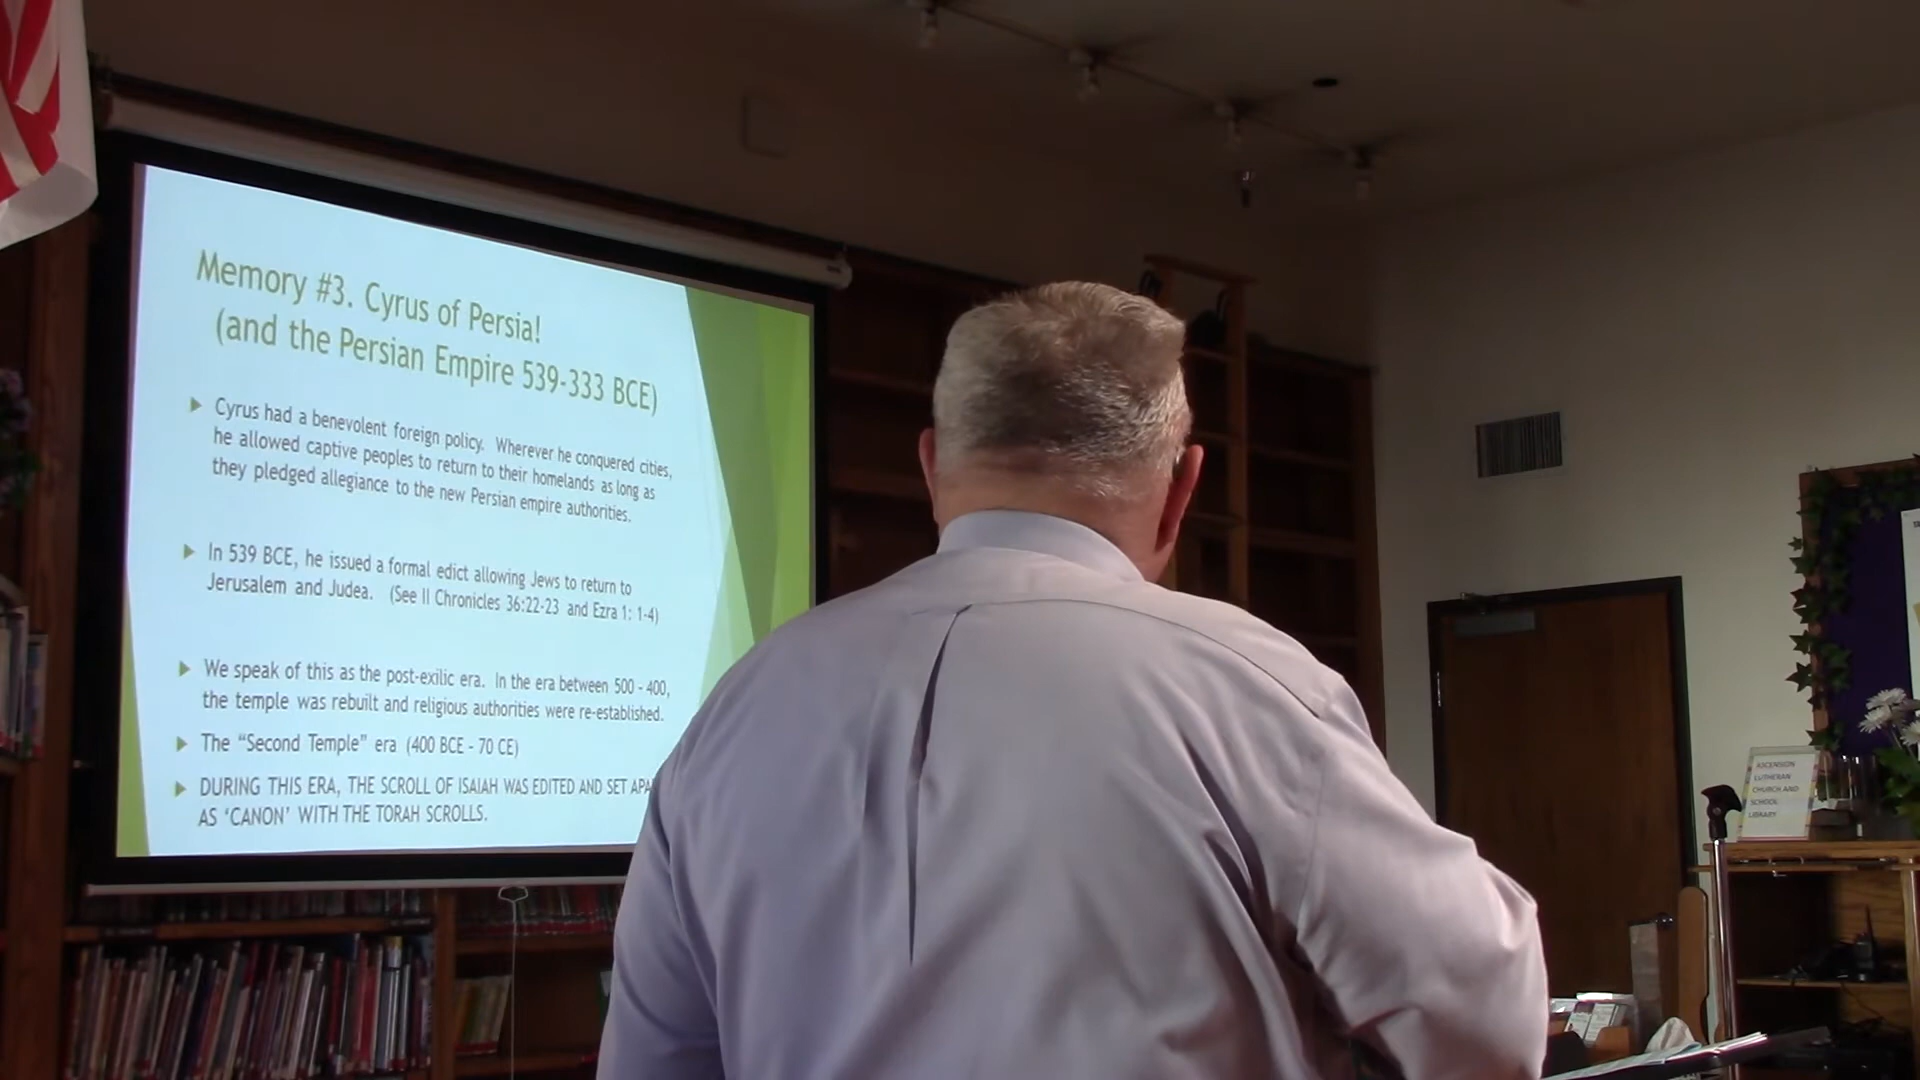 Memory #3. Cyrus of Persia!
(and the Persian Empire 539-333 BCE)
Cyrus had a benevolent foreign policy. Wherever he conquered cities,
he allowed captive peoples to return to their homelands as long as
they pledged allegiance to the new Persian empire authorities.
In 539 BCE, he issued a formal edict allowing Jews to return to
Jerusalem and Judea. (See II Chronicles 36:22-23 and Ezra 1: 1-4)
We speak of this as the post-exilic era. In the era between 500 - 400,
the temple was rebuilt and religious authorities were re-established.
The "Second Temple" era (400 BCE - 70 CE)
DURING THIS ERA, THE SCROLL OF ISAIAH WAS EDITED AND SET APA
AS 'CANON' WITH THE TORAH SCROLLS.
ASCENSION
LUTHERAN
CHURCH AND
SCHOOL
LIBRARY